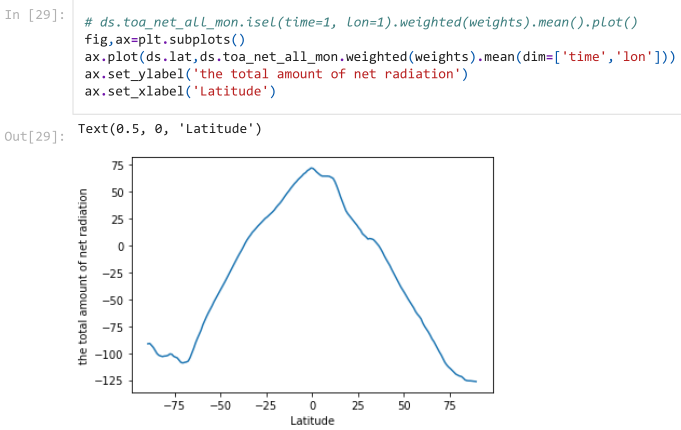 In [29]:
# ds.toa_net_all_mon.isel(time=1, lon=1).weighted(weights).mean().plot()
fig,ax=plt.subplots()
ax.plot(ds.lat,ds.toa_net_all_mon.weighted(weights).mean(dim=['time','lon']))
ax.set_ylabel('the total amount of net radiation')
ax.set_xlabel('Latitude')
Out[29]:
Text(0.5, 0, 'Latitude')
the total amount of net radiation
75
50
25
0
−25
−50
−75
−100
−125
−75 −50 −25 0 25 50 75
Latitude